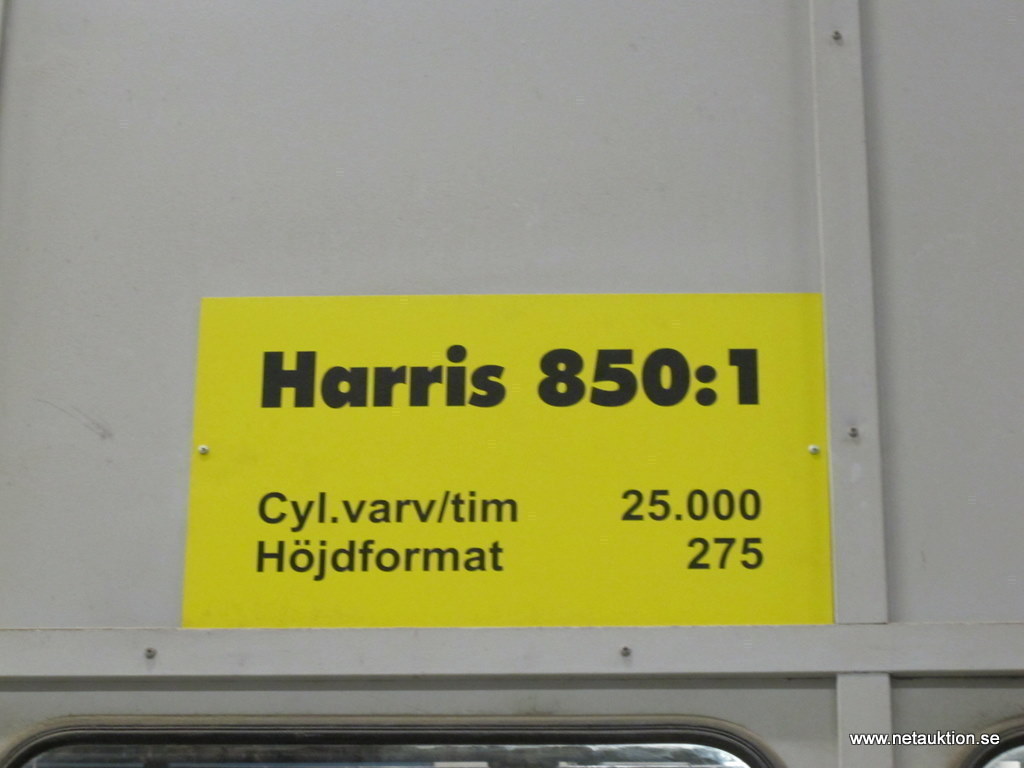 Harris 850:1
Cyl.varv/tim 25.000
Höjdformat 275
www.netauktion.se